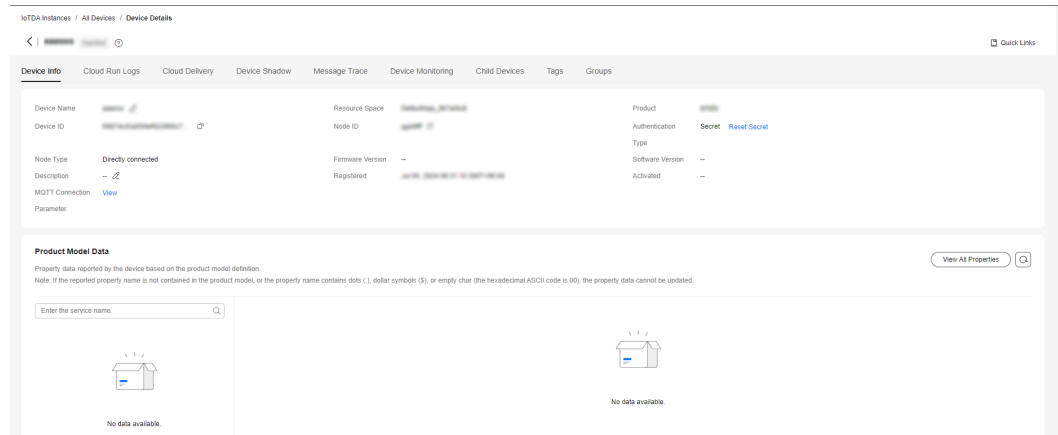 IoTDA Instances / All Devices / Device Details
Quick Links
Device Info Cloud Run Logs Cloud Delivery Device Shadow Message Trace Device Monitoring Child Devices Tags Groups
Device Name Resource Space Product
Device ID Node ID Authentication Type Secret Reset Secret
Node Type Directly connected Firmware Version -- Software Version --
Description -- Registered Activated --
MQTT Connection Parameter View
Product Model Data
View All Properties
Property data reported by the device based on the product model definition.
Note: If the reported property name is not contained in the product model, or the property name contains dots (.), dollar symbols ($), or empty char (the hexadecimal ASCII code is 00), the property data cannot be updated.
Enter the service name.
No data available.
No data available.